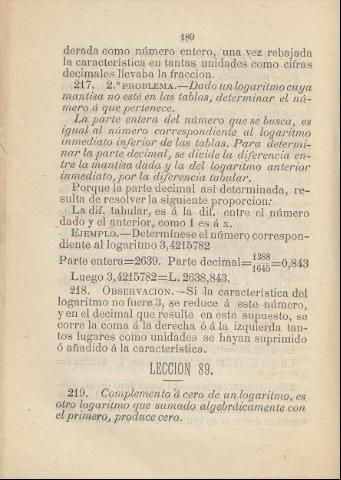 189
derada como número entero, una vez rebajada
la característica en tantas unidades como cifras
decimales llevaba la fraccion.
217. 2.º PROBLEMA.—Dado un logaritmo cuya
mantisa no esté en las tablas, determinar el nú-
mero á que pertenece.
La parte entera del número que se busca, es
igual al número correspondiente al logaritmo
inmediato inferior de las tablas. Para determi-
nar la parte decimal, se divide la diferencia en-
tre la mantisa dada y la del logaritmo anterior
inmediato, por la diferencia tabular.
Porque la parte decimal asi determinada, re-
sulta de resolver la siguiente proporcion:
La dif. tabular, es á la dif. entre el número
dado y el anterior, como 1 es á x.
EJEMPLO.—Determínese el número correspon-
diente al logaritmo 3,4215782
Parte entera=2639. Parte decimal=1388/1645=0,843
Luego 3,4215782=L. 2638,843.
218. OBSERVACION.—Si la característica del
logaritmo no fuere 3, se reduce á este número,
y en el decimal que resulte en este supuesto, se
corre la coma á la derecha ó á la izquierda tan-
tos lugares como unidades se hayan suprimido
ó añadido á la característica.
LECCION 89.
219. Complemento á cero de un logaritmo, es
otro logaritmo que sumado algebráicamente con
el primero, produce cero.